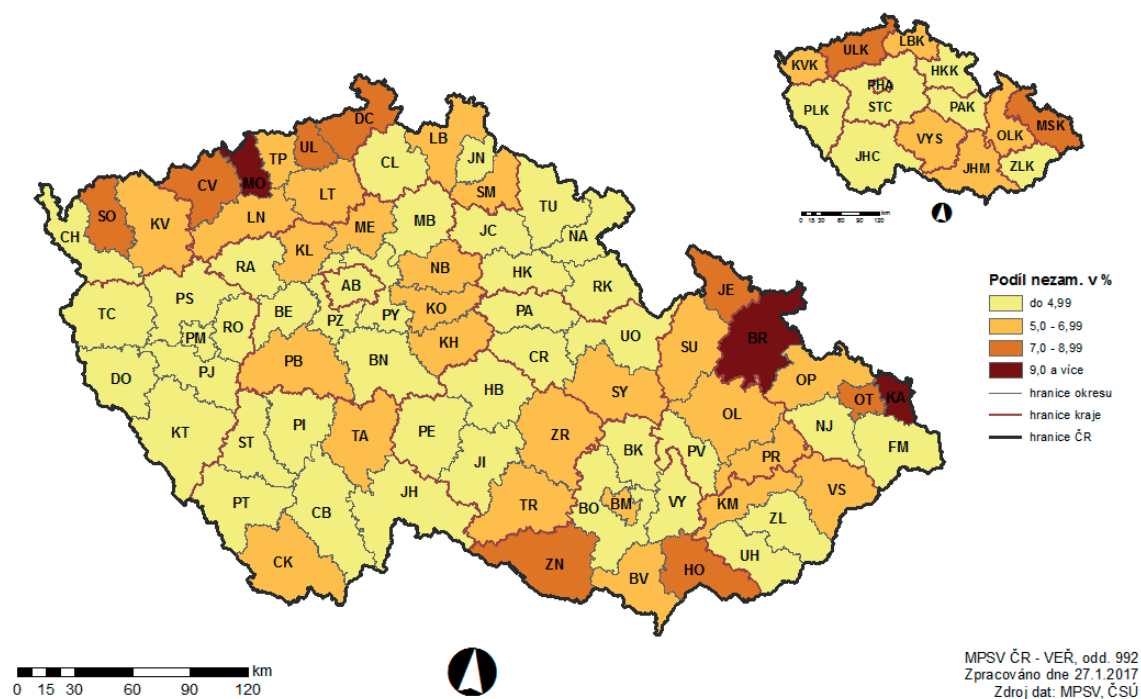 ULK
LBK
KVK
HKK
PHA
PLK
STC
PAK
MSK
OLK
VYS
JHC
JHM
ZLK
km
0 15 30 60 90 120
DC
UL
LB
TP
JN
MO
CL
CV
LT
SM
SO
KV
LN
ME
MB
TU
CH
JC
NA
KL
RA
NB
HK
AB
RK
JE
TC
PS
BE
PZ
PY
KO
PA
RO
PM
KH
UO
BR
SU
CR
DO
PJ
PB
BN
OP
HB
SY
OT
KA
OL
KT
ST
PI
TA
PE
ZR
NJ
FM
BK
PV
PR
JI
PT
CB
JH
TR
BO
BM
VY
KM
VS
ZL
CK
ZN
BV
HO
UH
Podíl nezam. v %
do 4,99
5,0 - 6,99
7,0 - 8,99
9,0 a více
hranice okresu
hranice kraje
hranice ČR
km
0 15 30 60 90 120
MPSV ČR - VEŘ, odd. 992
Zpracováno dne 27.1.2017
Zdroj dat: MPSV, ČSÚ